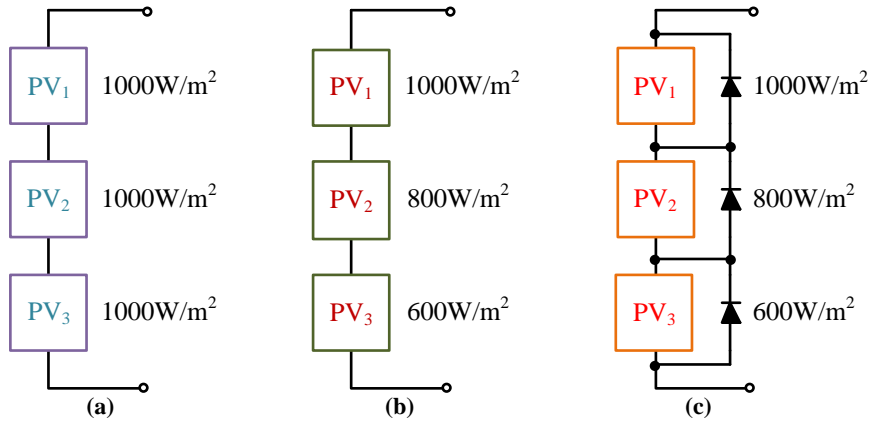 PV₁ 1000W/m²
PV₂ 1000W/m²
PV₃ 1000W/m²
(a)
PV₁ 1000W/m²
PV₂ 800W/m²
PV₃ 600W/m²
(b)
PV₁ 1000W/m²
PV₂ 800W/m²
PV₃ 600W/m²
(c)